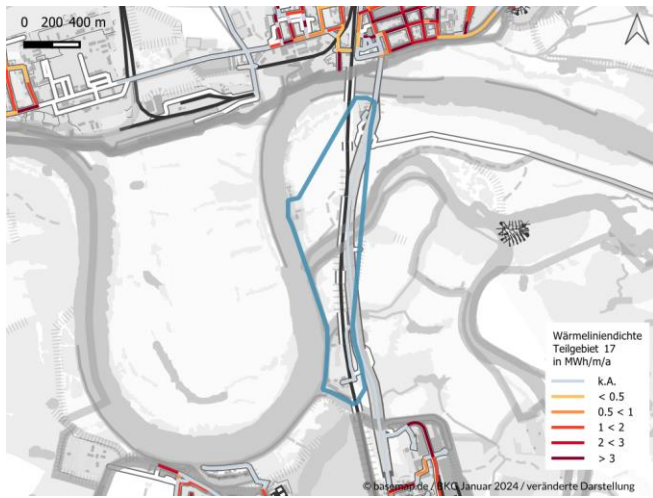 0 200 400 m
Wärmeliniendichte
Teilgebiet 17
in MWh/m/a
k.A.
< 0.5
0.5 < 1
1 < 2
2 < 3
> 3
© basemap.de / BKG Januar 2024 / veränderte Darstellung